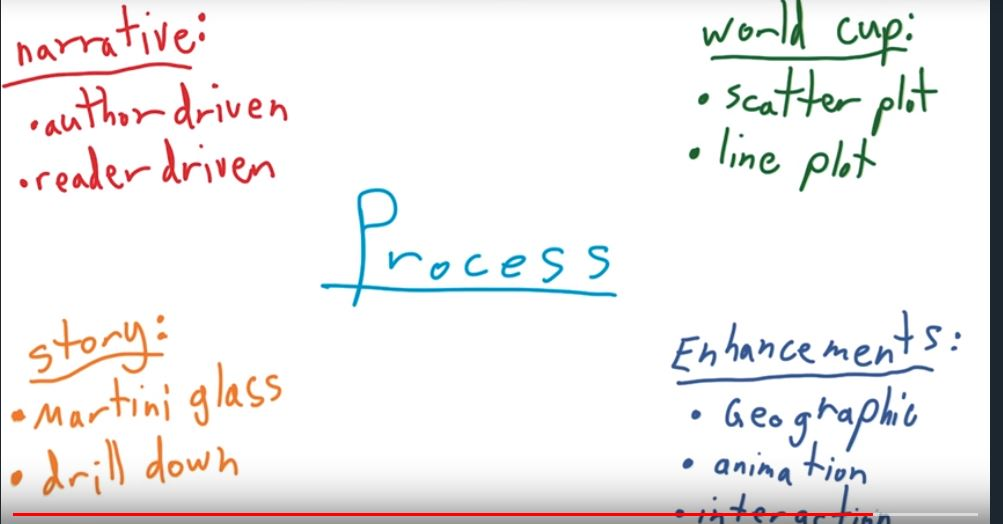 narrative:
• author driven
• reader driven
world cup:
• scatter plot
• line plot
Process
story:
• Martini glass
• drill down
Enhancements:
• Geographic
• animation
• interaction